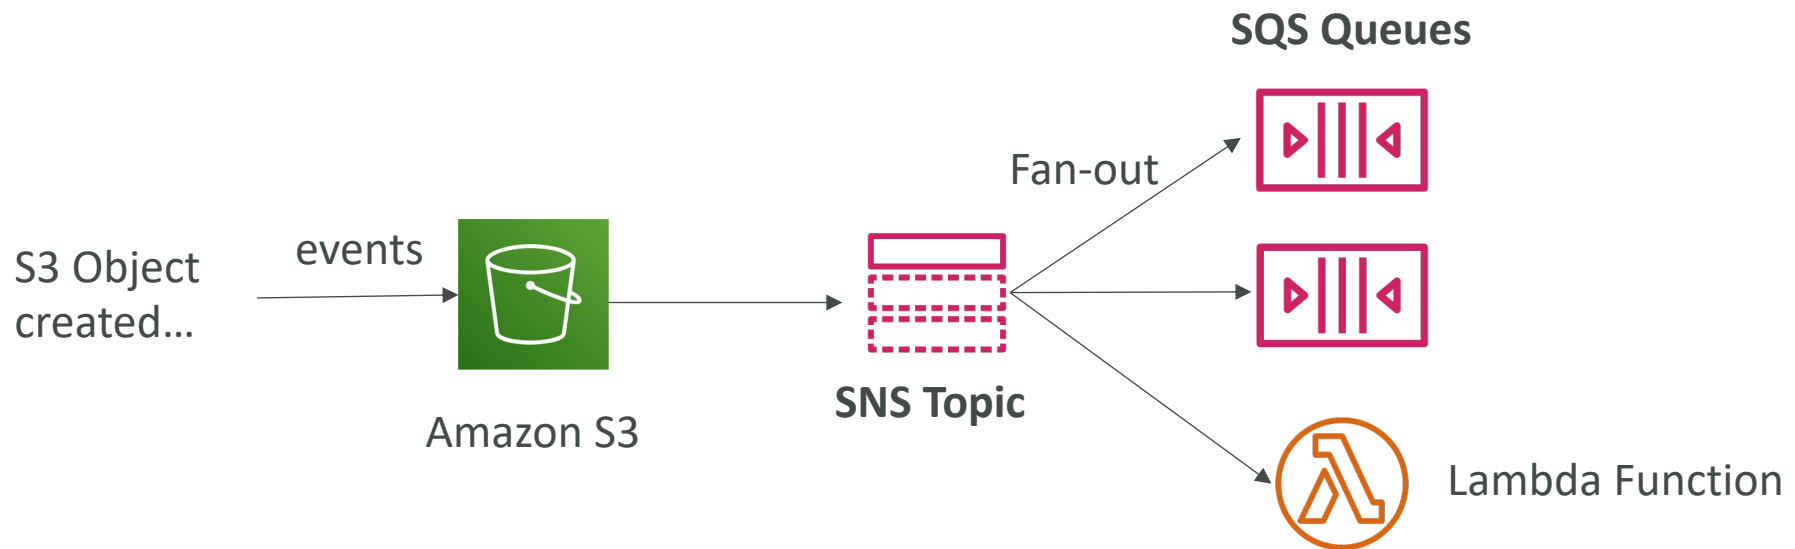 SQS Queues
Fan-out
events
S3 Object
created...
SNS Topic
Amazon S3
Lambda Function